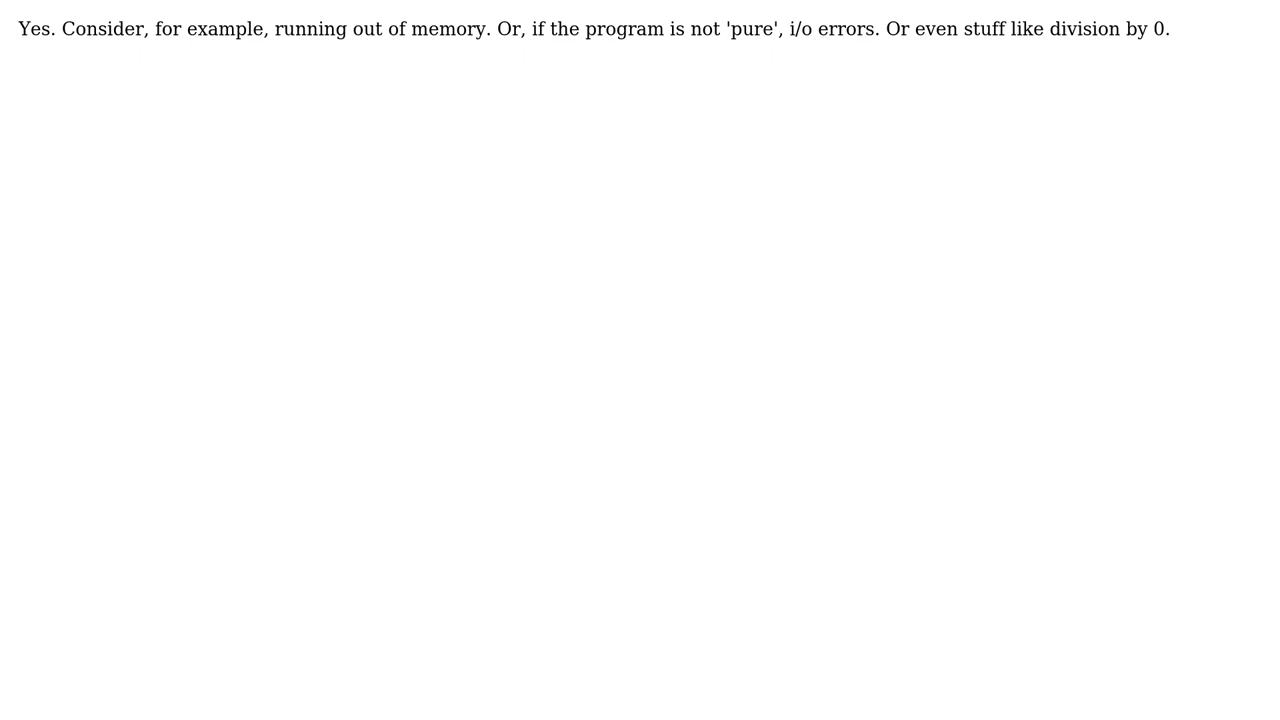 Yes. Consider, for example, running out of memory. Or, if the program is not 'pure', i/o errors. Or even stuff like division by 0.